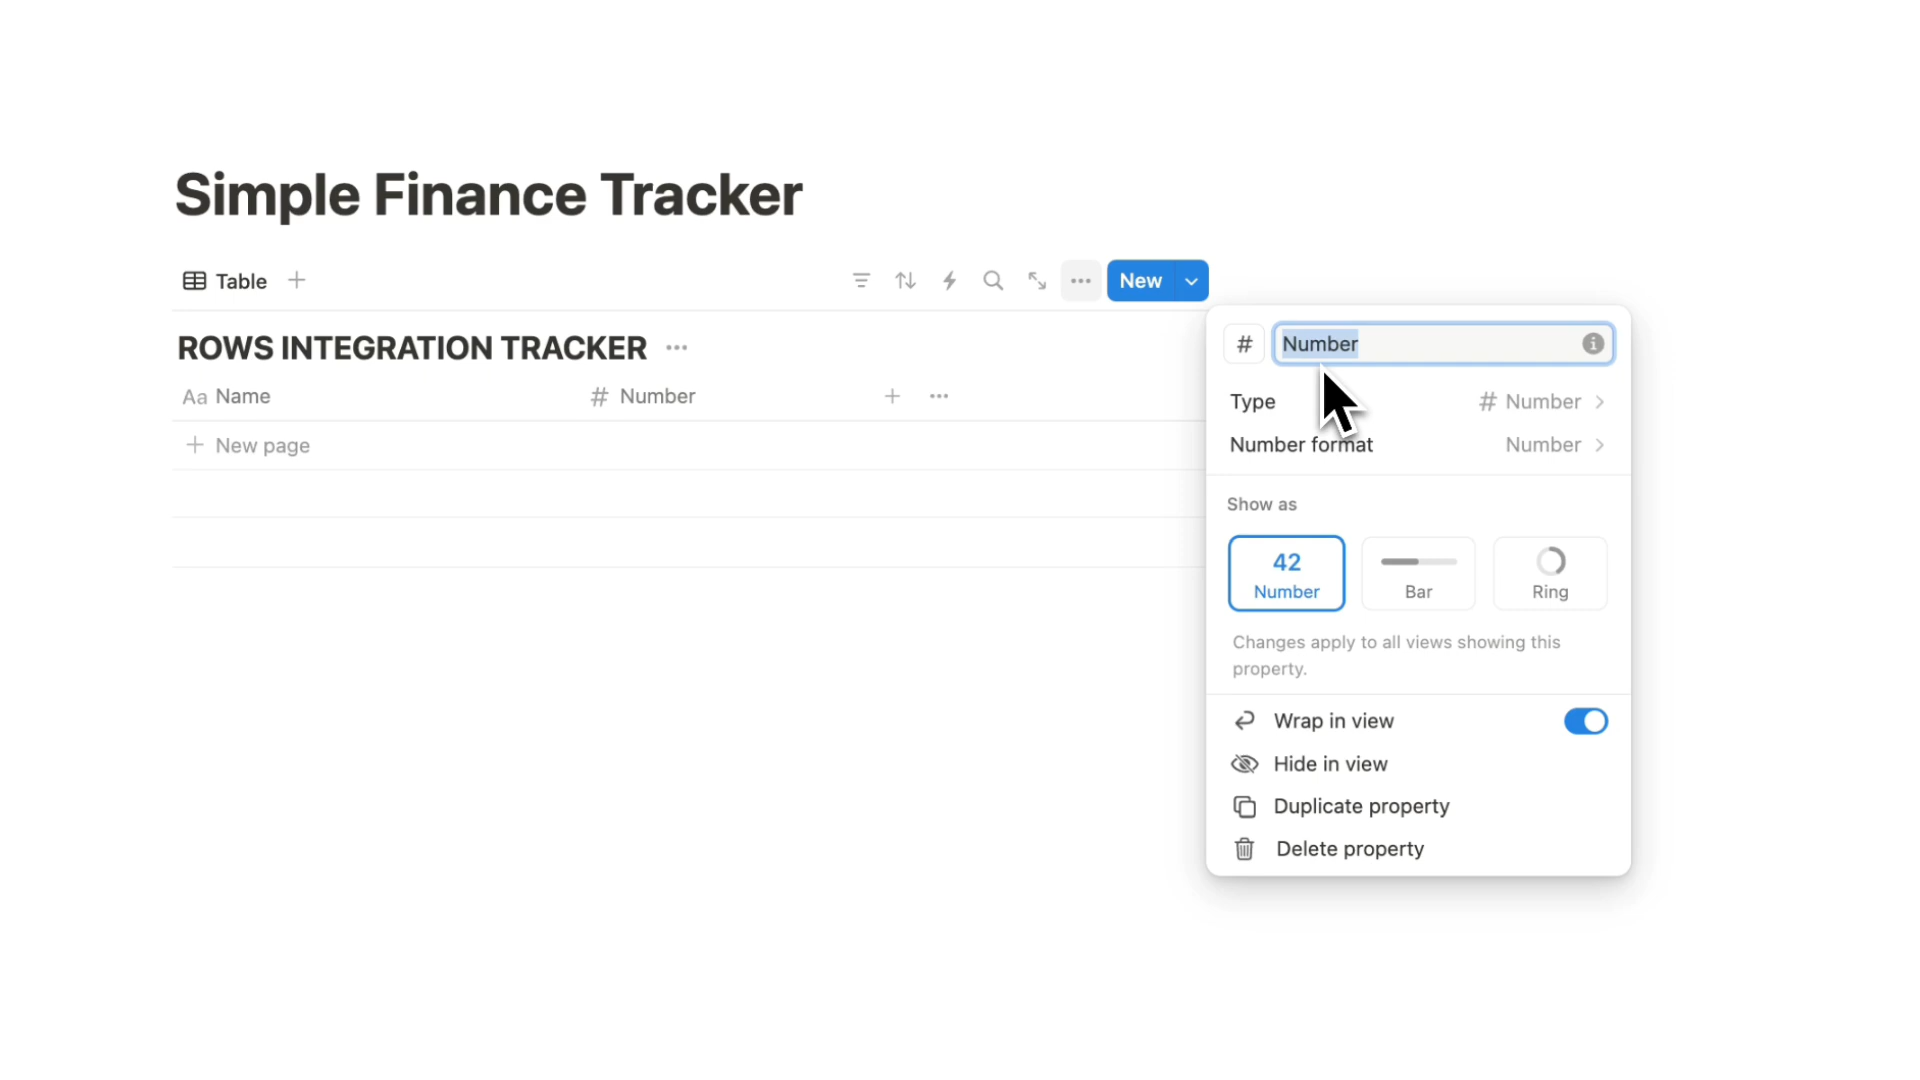 Simple Finance Tracker
Table
New
ROWS INTEGRATION TRACKER
Aa Name
# Number
New page
# Number
Type
# Number
Number format
Number
Show as
42
Number
Bar
Ring
Changes apply to all views showing this
property.
Wrap in view
Hide in view
Duplicate property
Delete property